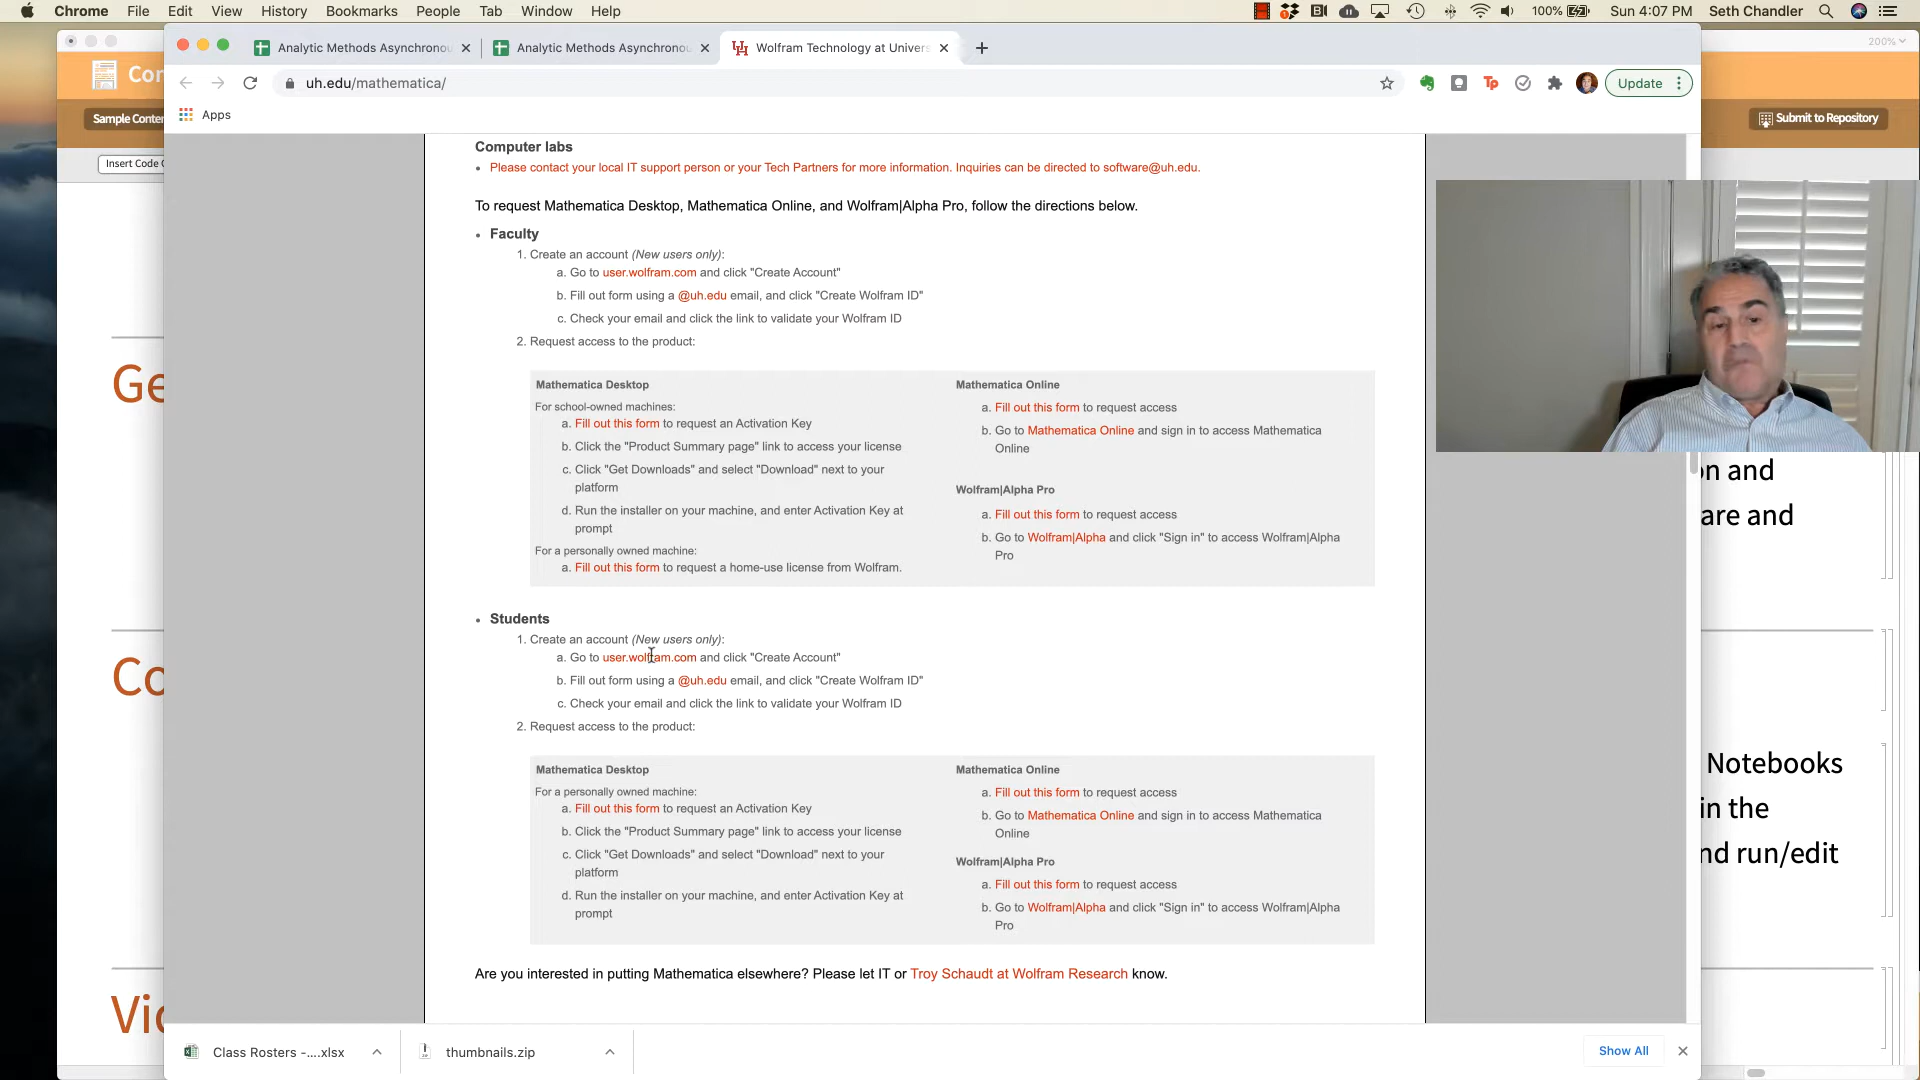 Chrome File Edit View History Bookmarks People Tab Window Help
100% Sun 4:07 PM Seth Chandler
200%
Analytic Methods Asynchronou
Analytic Methods Asynchronou
Wolfram Technology at Univer
uh.edu/mathematica/
Update
Apps
Sample Conten
Submit to Repository
Insert Code C
Computer labs
Please contact your local IT support person or your Tech Partners for more information. Inquiries can be directed to software@uh.edu.
To request Mathematica Desktop, Mathematica Online, and Wolfram|Alpha Pro, follow the directions below.
Faculty
1. Create an account (New users only):
a. Go to user.wolfram.com and click "Create Account"
b. Fill out form using a @uh.edu email, and click "Create Wolfram ID"
c. Check your email and click the link to validate your Wolfram ID
2. Request access to the product:
Mathematica Desktop
For school-owned machines:
a. Fill out this form to request an Activation Key
b. Click the "Product Summary page" link to access your license
c. Click "Get Downloads" and select "Download" next to your
platform
d. Run the installer on your machine, and enter Activation Key at
prompt
For a personally owned machine:
a. Fill out this form to request a home-use license from Wolfram.
Mathematica Online
a. Fill out this form to request access
b. Go to Mathematica Online and sign in to access Mathematica
Online
Wolfram|Alpha Pro
a. Fill out this form to request access
b. Go to Wolfram|Alpha and click "Sign in" to access Wolfram|Alpha
Pro
Students
1. Create an account (New users only):
a. Go to user.wolfram.com and click "Create Account"
b. Fill out form using a @uh.edu email, and click "Create Wolfram ID"
c. Check your email and click the link to validate your Wolfram ID
2. Request access to the product:
Mathematica Desktop
For a personally owned machine:
a. Fill out this form to request an Activation Key
b. Click the "Product Summary page" link to access your license
c. Click "Get Downloads" and select "Download" next to your
platform
d. Run the installer on your machine, and enter Activation Key at
prompt
Mathematica Online
a. Fill out this form to request access
b. Go to Mathematica Online and sign in to access Mathematica
Online
Wolfram|Alpha Pro
a. Fill out this form to request access
b. Go to Wolfram|Alpha and click "Sign in" to access Wolfram|Alpha
Pro
Are you interested in putting Mathematica elsewhere? Please let IT or Troy Schaudt at Wolfram Research know.
Ge
Co
Vid
on and
are and
Notebooks
in the
nd run/edit
Class Rosters -....xlsx
thumbnails.zip
Show All